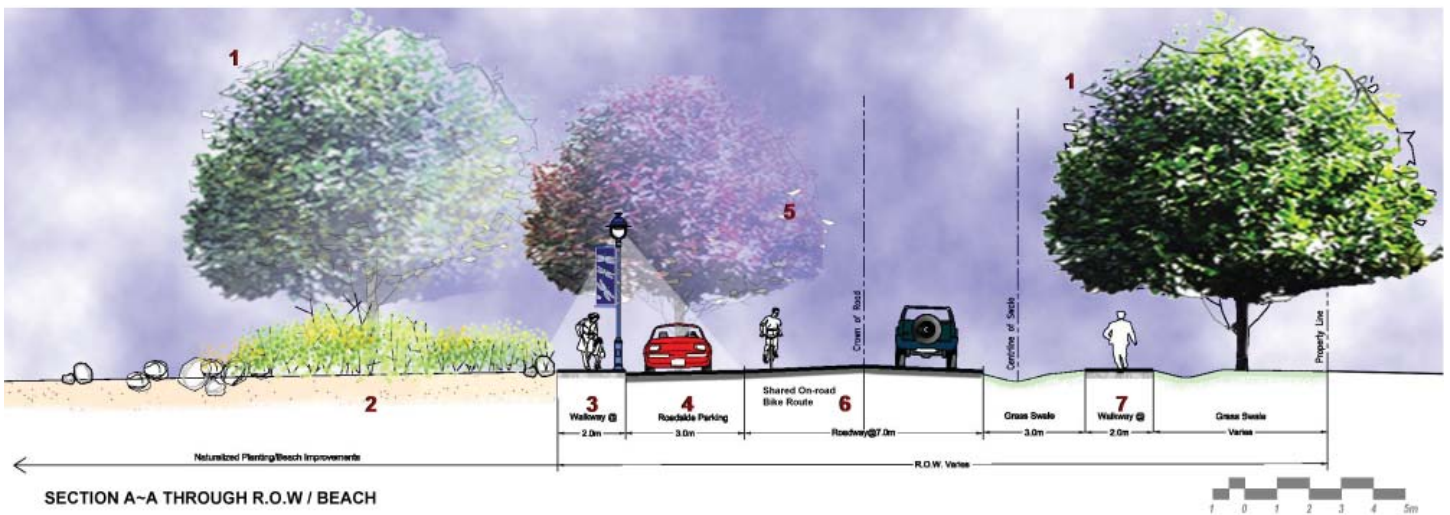 1
1
5
Crown of Road
Centreline of Swale
Property Line
2
3
4
Shared On-road
Bike Route
6
7
Walkway @
Roadside Parking
Grass Swale
Walkway @
Grass Swale
2.0m
3.0m
Roadway@7.0m
3.0m
2.0m
Varies
Naturalized Planting/Beach Improvements
R.O.W. Varies
SECTION A~A THROUGH R.O.W / BEACH
1 0 1 2 3 4 5m